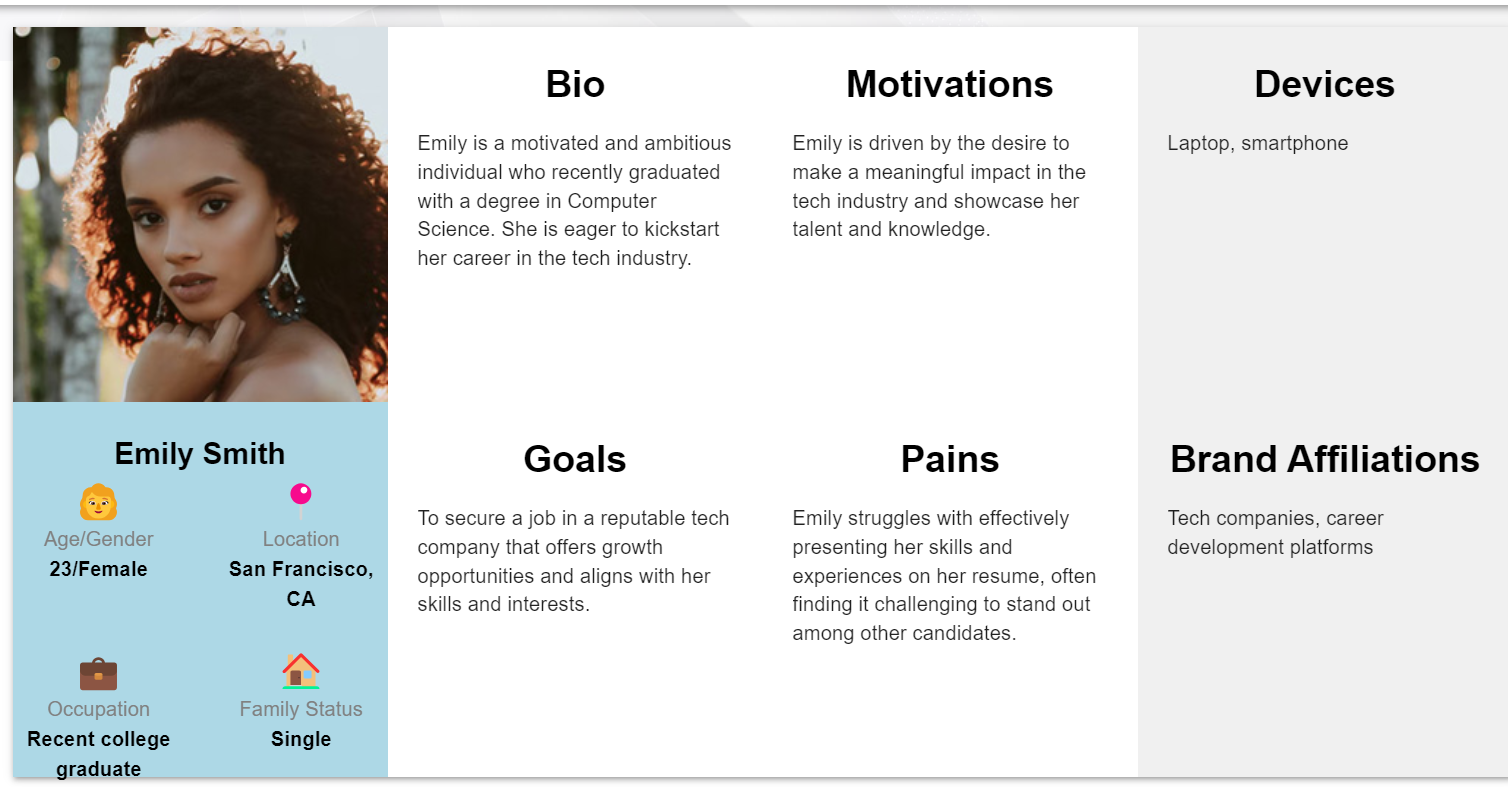 Emily Smith
Age/Gender
23/Female
Location
San Francisco,
CA
Occupation
Recent college
graduate
Family Status
Single
Bio
Emily is a motivated and ambitious
individual who recently graduated
with a degree in Computer
Science. She is eager to kickstart
her career in the tech industry.
Motivations
Emily is driven by the desire to
make a meaningful impact in the
tech industry and showcase her
talent and knowledge.
Devices
Laptop, smartphone
Goals
To secure a job in a reputable tech
company that offers growth
opportunities and aligns with her
skills and interests.
Pains
Emily struggles with effectively
presenting her skills and
experiences on her resume, often
finding it challenging to stand out
among other candidates.
Brand Affiliations
Tech companies, career
development platforms